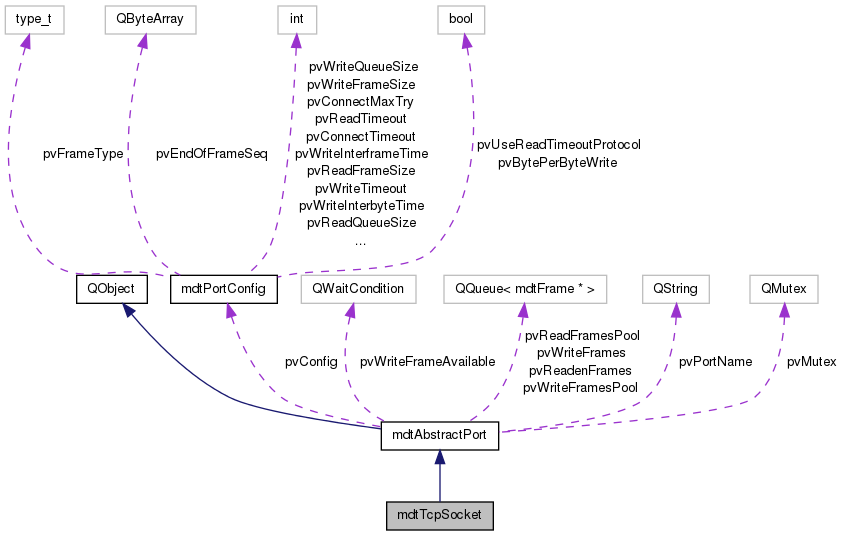 type_t
QByteArray
int
bool
pvWriteQueueSize
pvWriteFrameSize
pvConnectMaxTry
pvReadTimeout
pvConnectTimeout
pvWriteInterframeTime
pvReadFrameSize
pvWriteTimeout
pvWriteInterbyteTime
pvReadQueueSize
...
pvFrameType
pvEndOfFrameSeq
pvUseReadTimeoutProtocol
pvBytePerByteWrite
QObject
mdtPortConfig
QWaitCondition
QQueue< mdtFrame * >
QString
QMutex
pvConfig
pvWriteFrameAvailable
pvReadFramesPool
pvWriteFrames
pvReadenFrames
pvWriteFramesPool
pvPortName
pvMutex
mdtAbstractPort
mdtTcpSocket